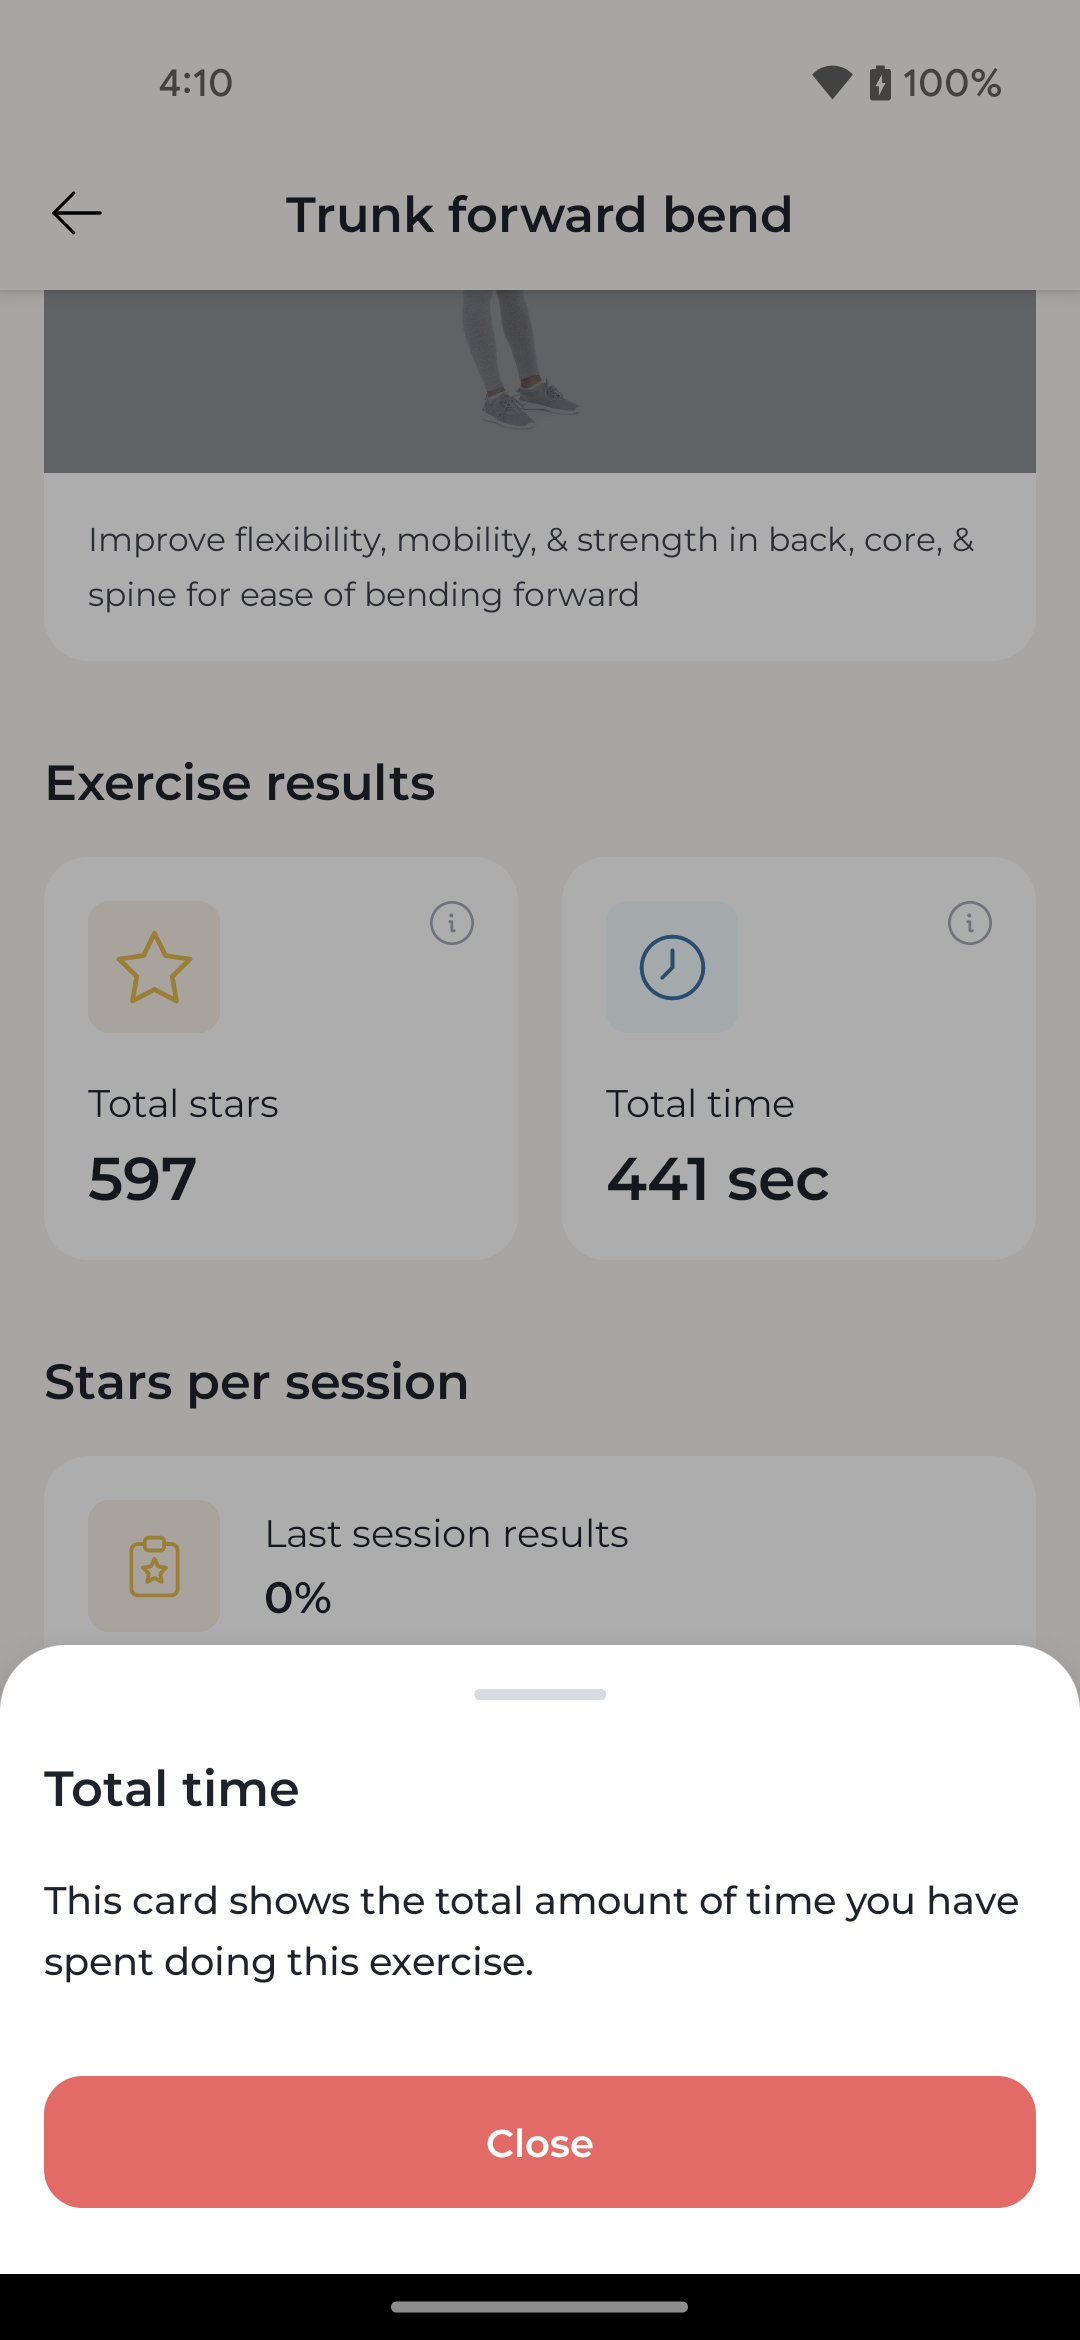 4:10
100%
Trunk forward bend
Improve flexibility, mobility, & strength in back, core, &
spine for ease of bending forward
Exercise results
Total stars
597
Total time
441 sec
Stars per session
Last session results
0%
Total time
This card shows the total amount of time you have
spent doing this exercise.
Close